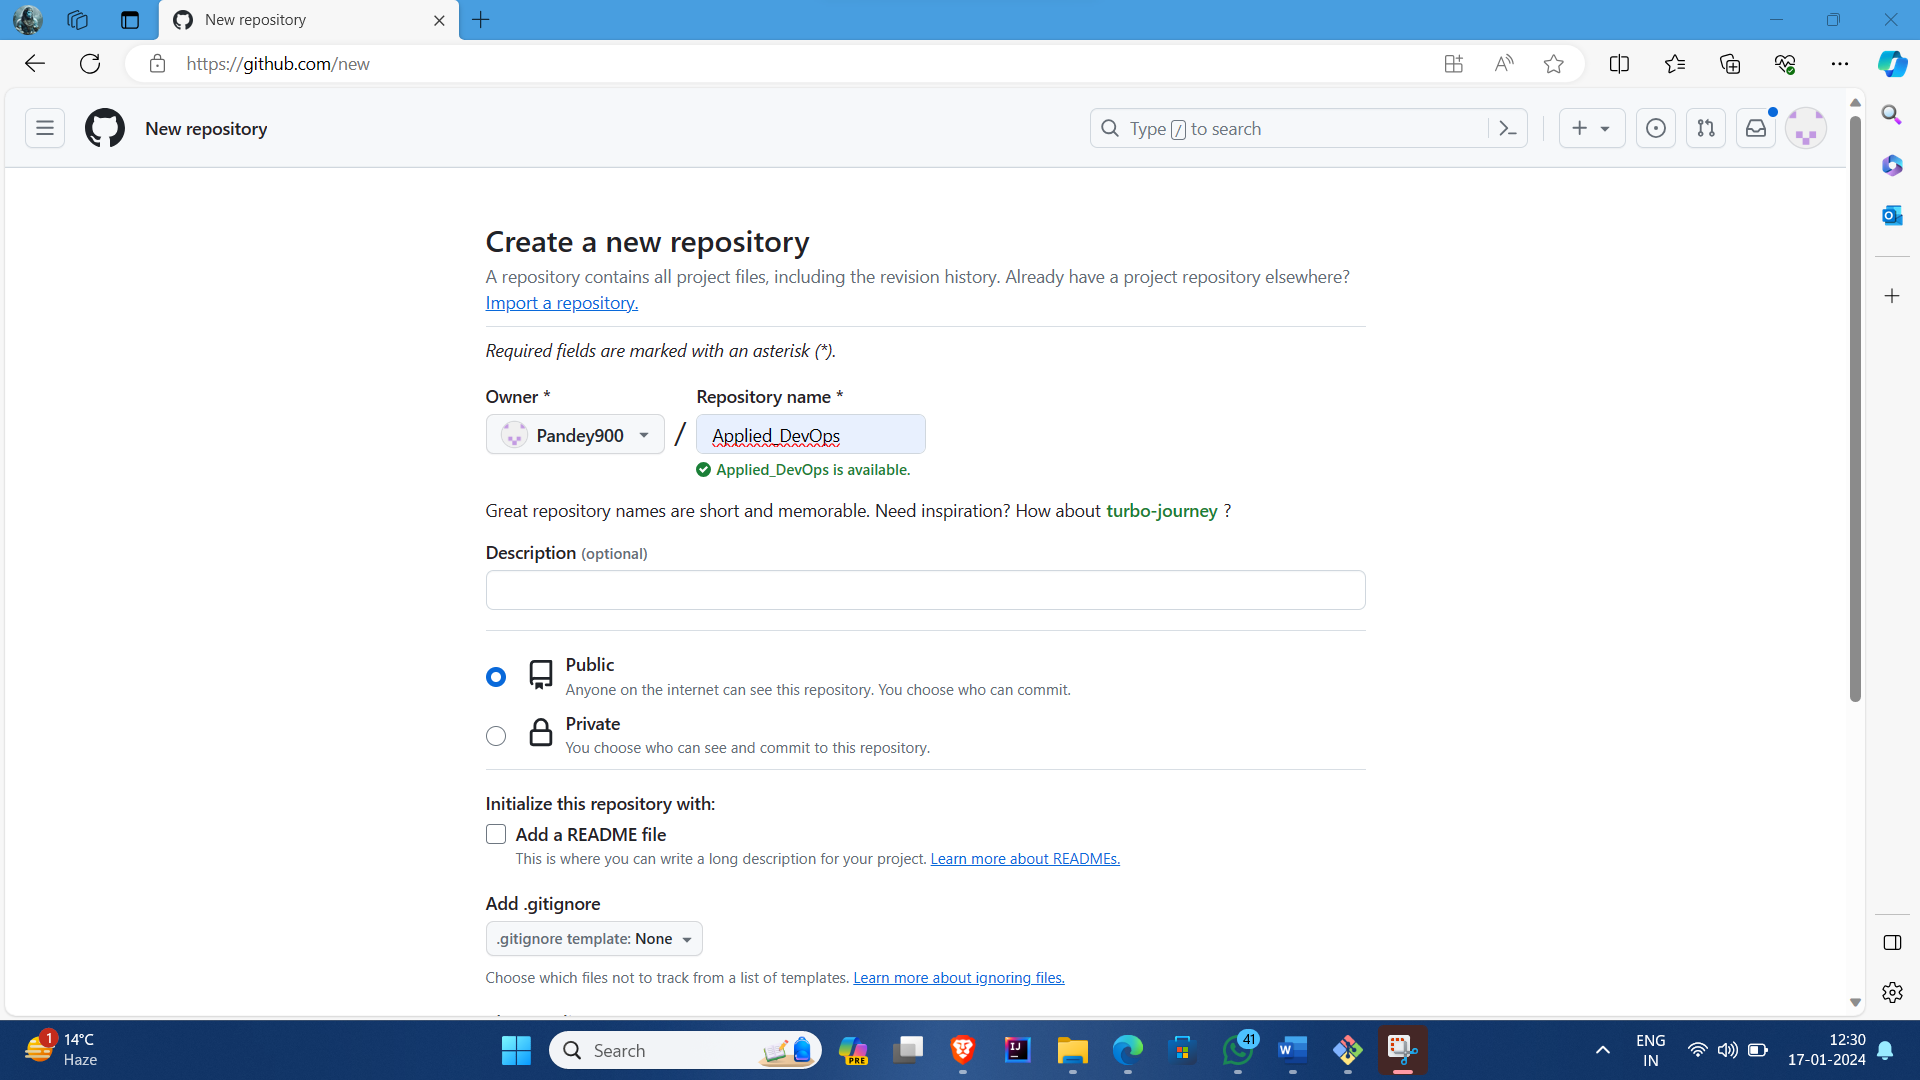 New repository
https://github.com/new
New repository
Type / to search
Create a new repository
A repository contains all project files, including the revision history. Already have a project repository elsewhere?
Import a repository.
Required fields are marked with an asterisk (*).
Owner * Repository name *
Pandey900 / Applied_DevOps
Applied_DevOps is available.
Great repository names are short and memorable. Need inspiration? How about turbo-journey ?
Description (optional)
Public
Anyone on the internet can see this repository. You choose who can commit.
Private
You choose who can see and commit to this repository.
Initialize this repository with:
Add a README file
This is where you can write a long description for your project. Learn more about READMEs.
Add .gitignore
.gitignore template: None
Choose which files not to track from a list of templates. Learn more about ignoring files.
1
14°C
Haze
Search
PRE
IJ
41
W
ENG
IN
12:30
17-01-2024